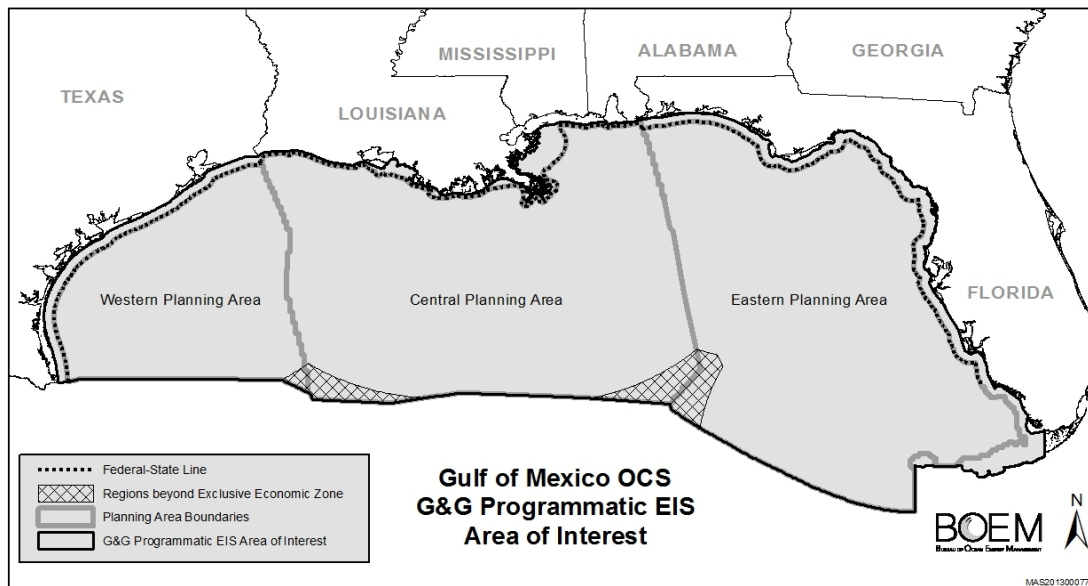 MISSISSIPPI
ALABAMA
GEORGIA
TEXAS
LOUISIANA
Western Planning Area
Central Planning Area
Eastern Planning Area
FLORIDA
Federal-State Line
Regions beyond Exclusive Economic Zone
Planning Area Boundaries
G&G Programmatic EIS Area of Interest
Gulf of Mexico OCS
G&G Programmatic EIS
Area of Interest
BOEM
BUREAU OF OCEAN ENERGY MANAGEMENT
N
MAS201300077